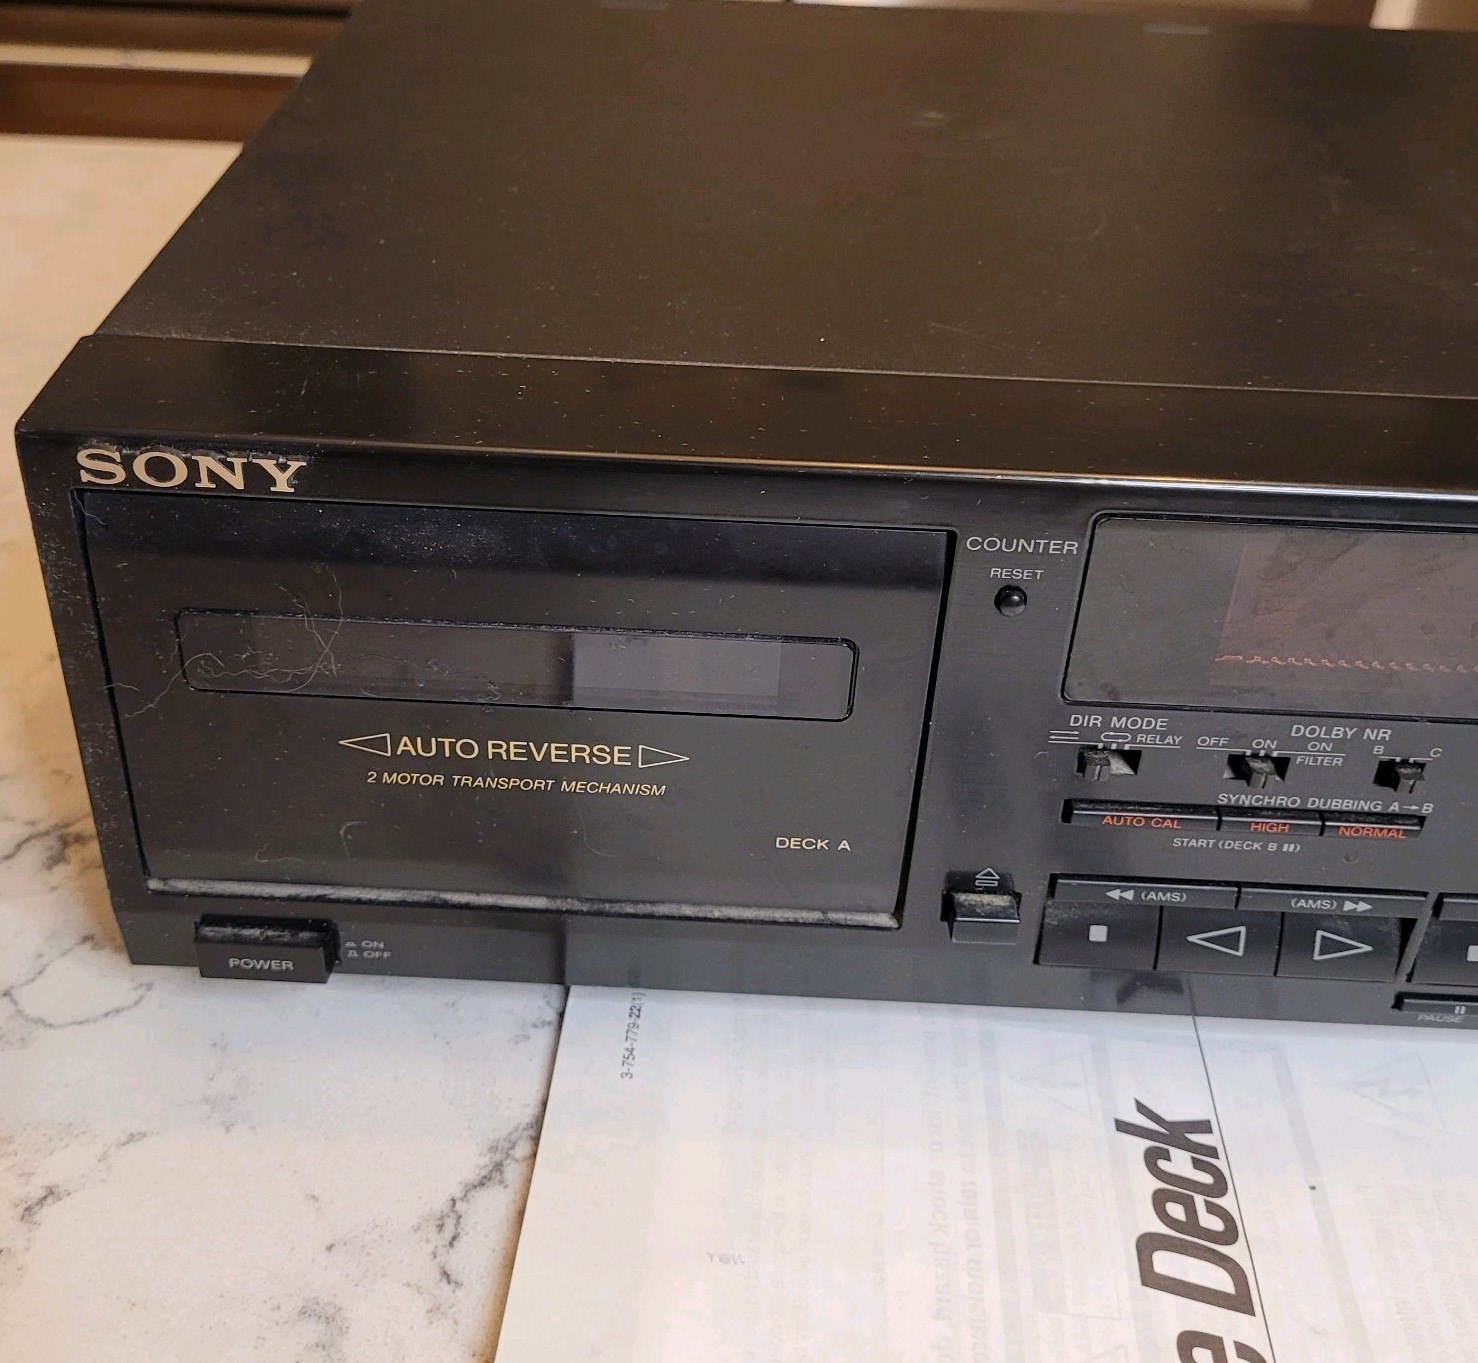 SONY
COUNTER
RESET
AUTO REVERSE
2 MOTOR TRANSPORT MECHANISM
DECK A
DIR MODE
RELAY
DOLBY NR
OFF ON ON B C
FILTER
SYNCHRO DUBBING A→B
AUTO CAL HIGH NORMAL
START (DECK B ▮▮)
◀◀ (AMS) (AMS) ▶▶
POWER
ON
OFF
PAUSE
3-754-779-22(1)
e Deck